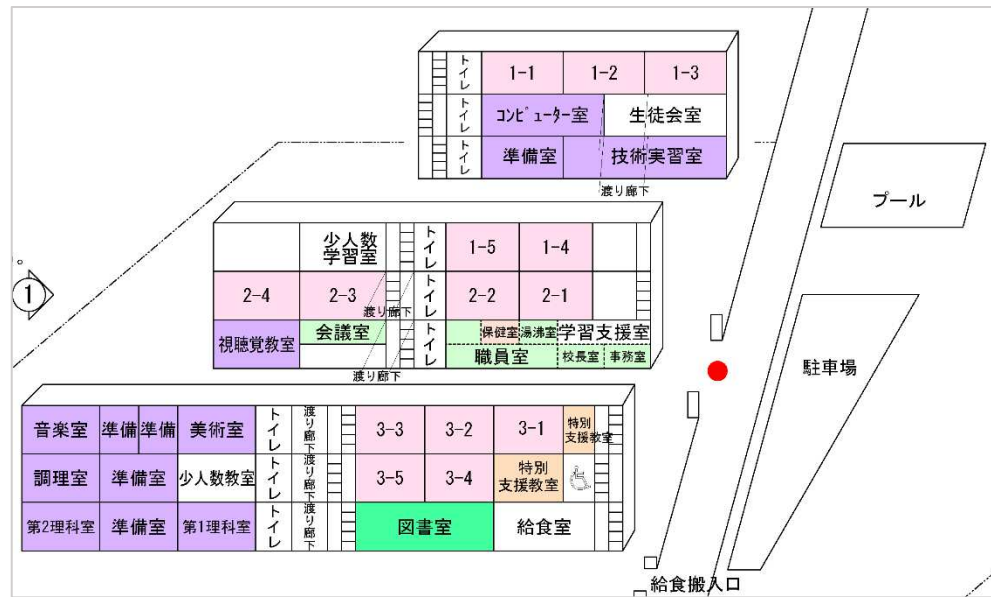 トイレ
1-1
1-2
1-3
トイレ
コンピューター室
生徒会室
トイレ
準備室
技術実習室
渡り廊下
プール
少人数
学習室
トイレ
1-5
1-4
。
1
2-4
2-3
トイレ
2-2
2-1
渡り廊下
視聴覚教室
会議室
トイレ
保健室
湯沸室
学習支援室
職員室
校長室
事務室
渡り廊下
駐車場
音楽室
準備
準備
美術室
トイレ
渡り廊下
3-3
3-2
3-1
特別
支援教室
調理室
準備室
少人数教室
トイレ
渡り廊下
3-5
3-4
特別
支援教室
第2理科室
準備室
第1理科室
トイレ
渡り廊下
図書室
給食室
給食搬入口